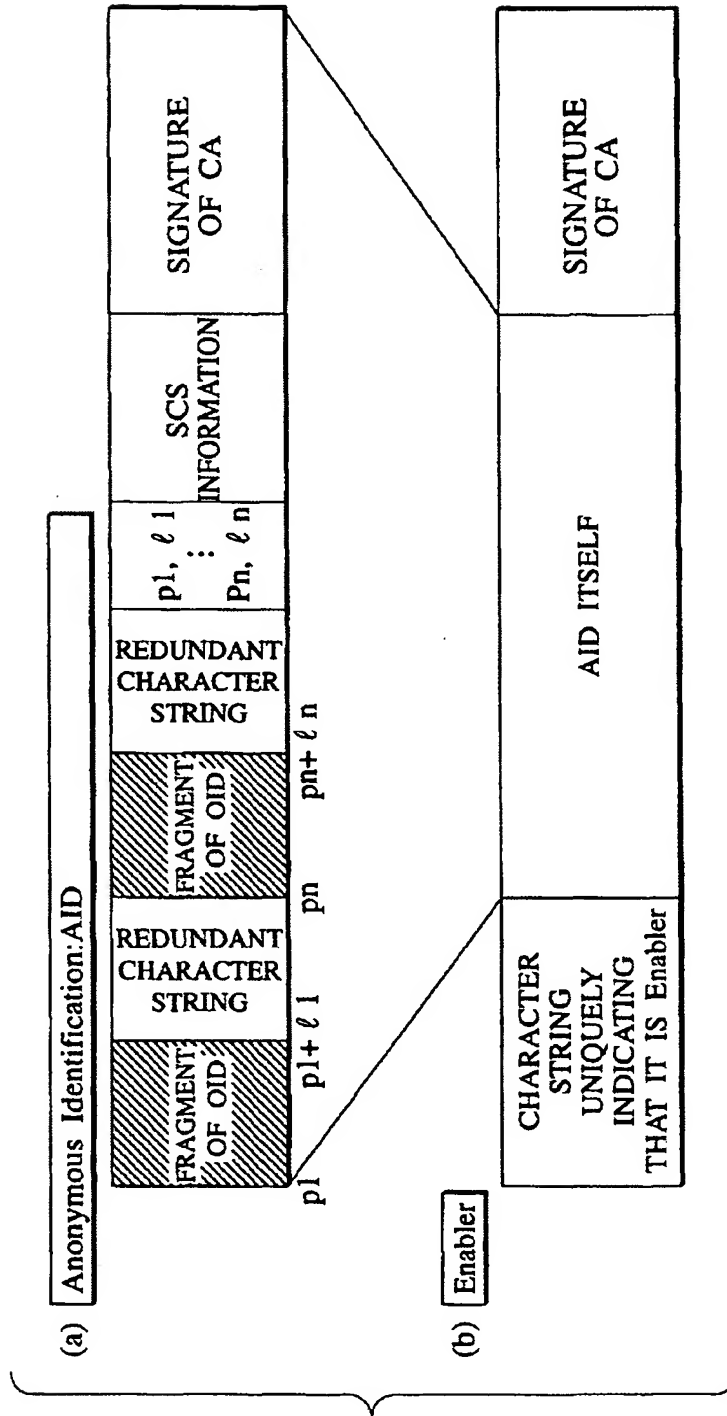 (a) Anonymous Identification:AID
FRAGMENT
OF OID
REDUNDANT
CHARACTER
STRING
FRAGMENT
OF OID
REDUNDANT
CHARACTER
STRING
p1, ℓ 1
⋮
Pn, ℓ n
SCS
INFORMATION
SIGNATURE
OF CA
p1
p1+ ℓ 1
pn
pn+ ℓ n
(b) Enabler
CHARACTER
STRING
UNIQUELY
INDICATING
THAT IT IS Enabler
AID ITSELF
SIGNATURE
OF CA